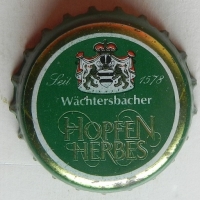 Seit 1578
Wächtersbacher
HOPFEN
HERBES